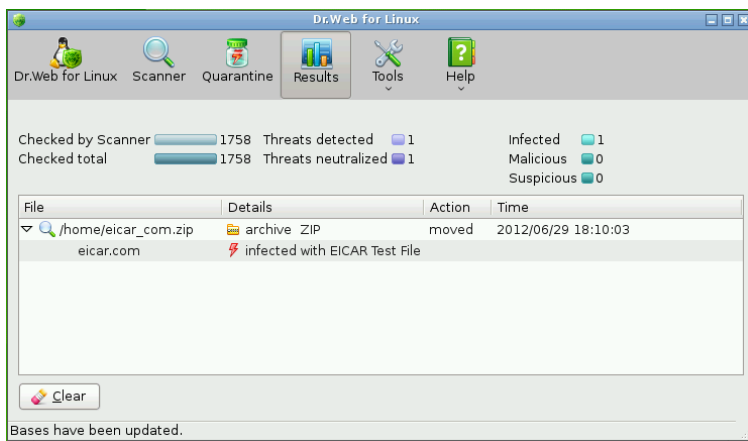 Dr.Web for Linux
Dr.Web for Linux Scanner Quarantine Results Tools Help
Checked by Scanner 1758 Threats detected 1 Infected 1
Checked total 1758 Threats neutralized 1 Malicious 0
Suspicious 0
File Details Action Time
/home/eicar_com.zip archive ZIP moved 2012/06/29 18:10:03
eicar.com infected with EICAR Test File
Clear
Bases have been updated.